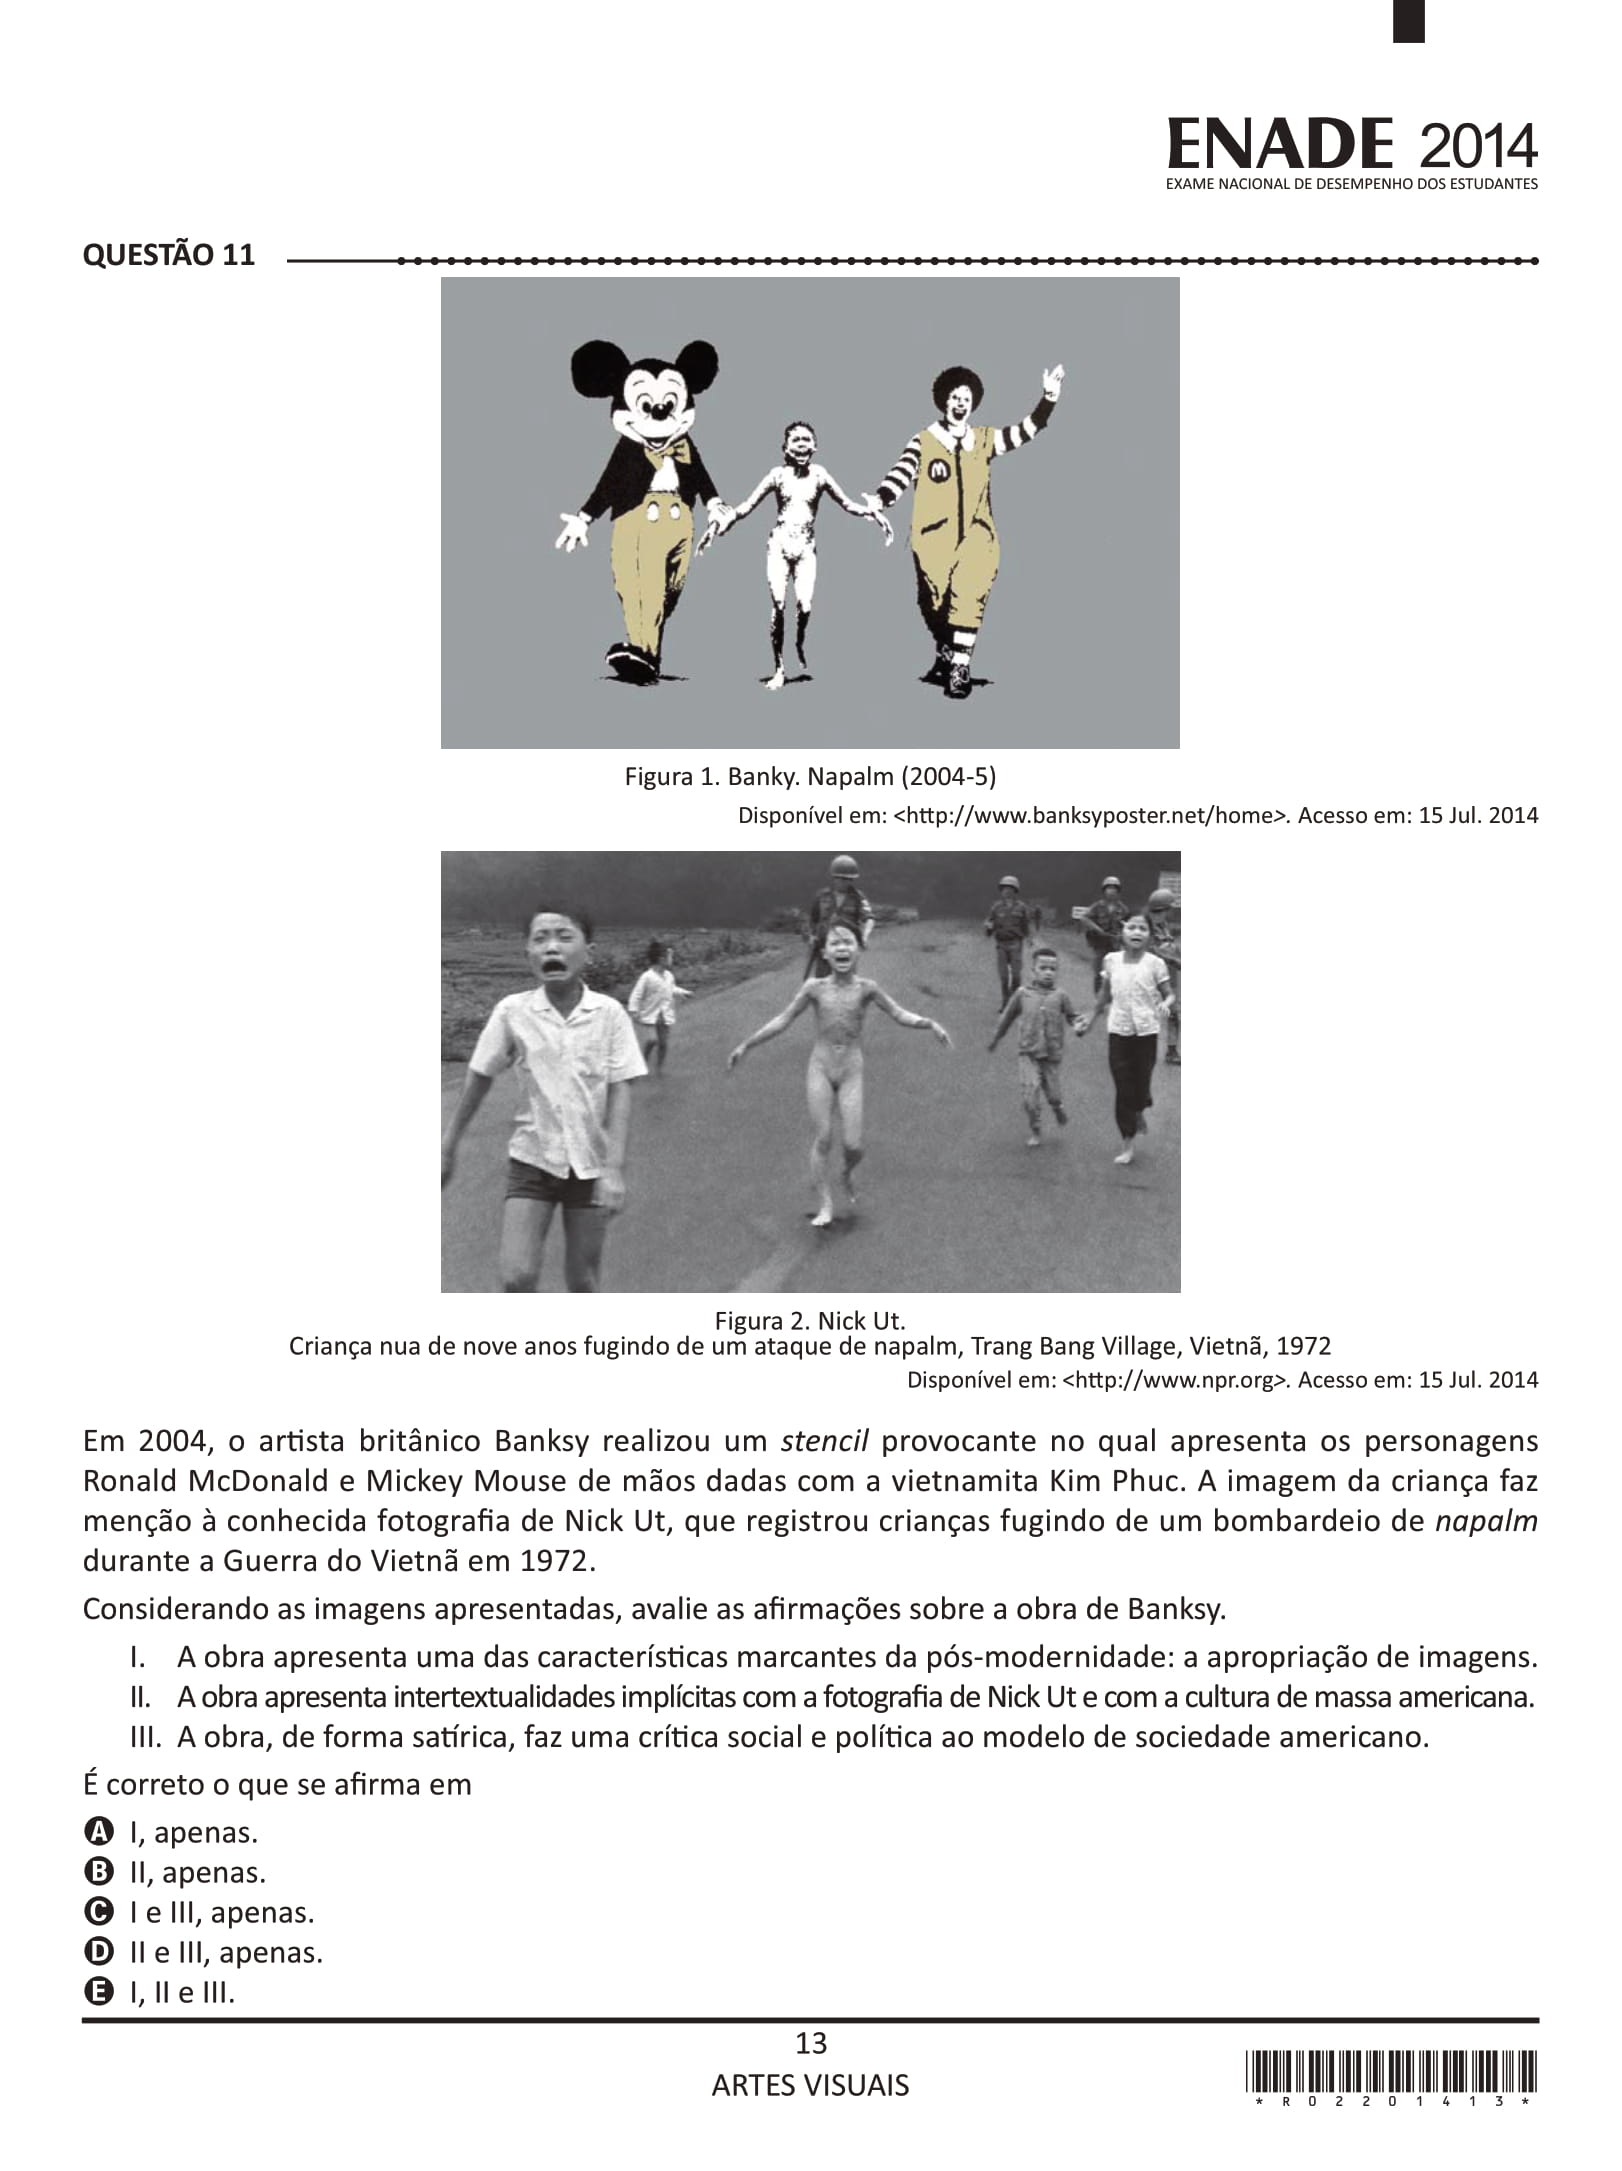 ENADE 2014
EXAME NACIONAL DE DESEMPENHO DOS ESTUDANTES
QUESTÃO 11
M
Figura 1. Banky. Napalm (2004-5)
Disponível em: <http://www.banksyposter.net/home>. Acesso em: 15 Jul. 2014
Figura 2. Nick Ut.
Criança nua de nove anos fugindo de um ataque de napalm, Trang Bang Village, Vietnã, 1972
Disponível em: <http://www.npr.org>. Acesso em: 15 Jul. 2014
Em 2004, o artista britânico Banksy realizou um stencil provocante no qual apresenta os personagens
Ronald McDonald e Mickey Mouse de mãos dadas com a vietnamita Kim Phuc. A imagem da criança faz
menção à conhecida fotografia de Nick Ut, que registrou crianças fugindo de um bombardeio de napalm
durante a Guerra do Vietnã em 1972.
Considerando as imagens apresentadas, avalie as afirmações sobre a obra de Banksy.
I. A obra apresenta uma das características marcantes da pós-modernidade: a apropriação de imagens.
II. A obra apresenta intertextualidades implícitas com a fotografia de Nick Ut e com a cultura de massa americana.
III. A obra, de forma satírica, faz uma crítica social e política ao modelo de sociedade americano.
É correto o que se afirma em
A I, apenas.
B II, apenas.
C I e III, apenas.
D II e III, apenas.
E I, II e III.
13
ARTES VISUAIS
* R 0 2 2 0 1 4 1 3 *